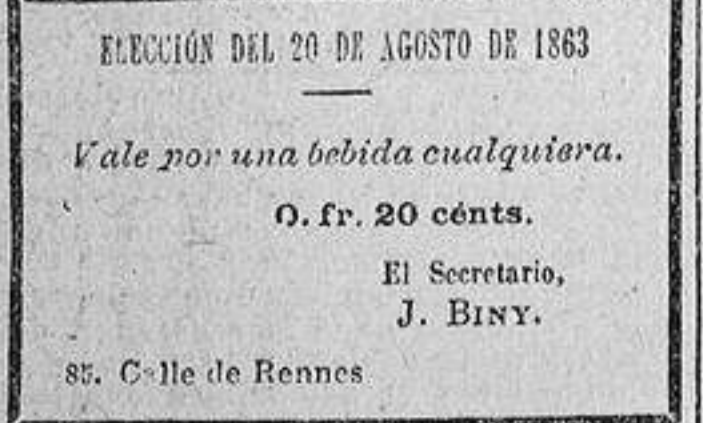 ELECCIÓN DEL 20 DE AGOSTO DE 1863
Vale por una bebida cualquiera.
O. fr. 20 cénts.
El Secretario,
J. BINY.
85. Calle de Rennes